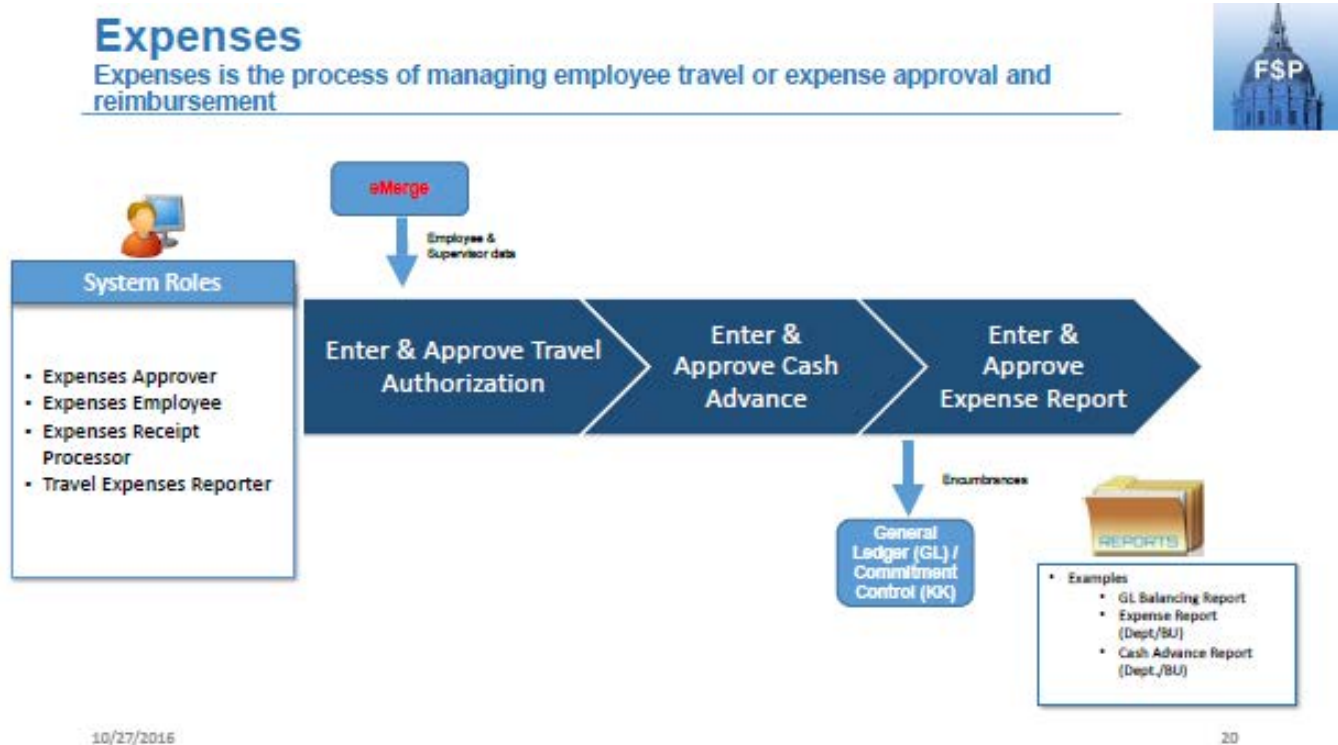 Expenses
Expenses is the process of managing employee travel or expense approval and
reimbursement
F$P
eMerge
Employee &
Supervisor data
System Roles
• Expenses Approver
• Expenses Employee
• Expenses Receipt
Processor
• Travel Expenses Reporter
Enter & Approve Travel
Authorization
Enter &
Approve Cash
Advance
Enter &
Approve
Expense Report
Encumbrances
General
Ledger (GL) /
Commitment
Control (KK)
REPORTS
• Examples
• GL Balancing Report
• Expense Report
(Dept/BU)
• Cash Advance Report
(Dept./BU)
10/27/2016
20